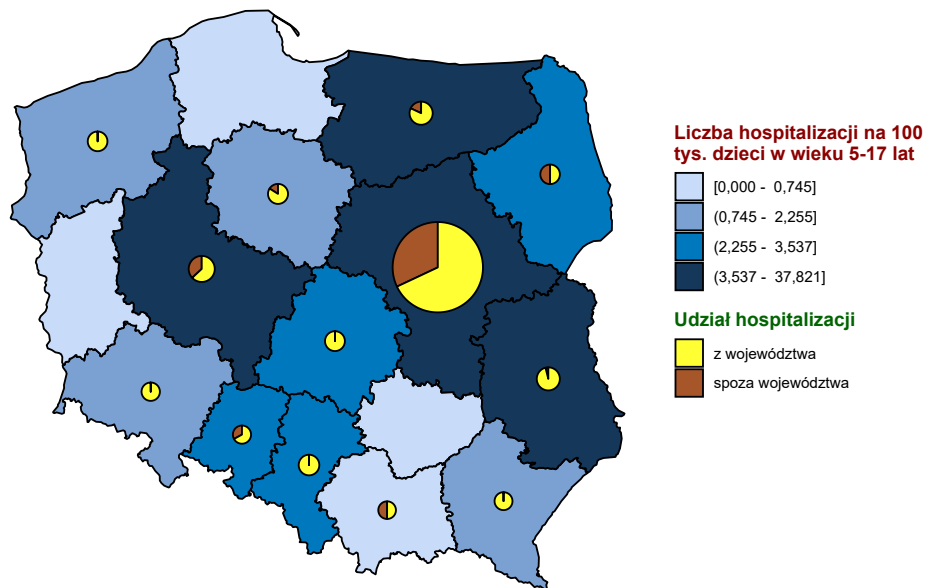 Liczba hospitalizacji na 100
tys. dzieci w wieku 5-17 lat
[0,000 - 0,745]
(0,745 - 2,255]
(2,255 - 3,537]
(3,537 - 37,821]
Udział hospitalizacji
z województwa
spoza województwa